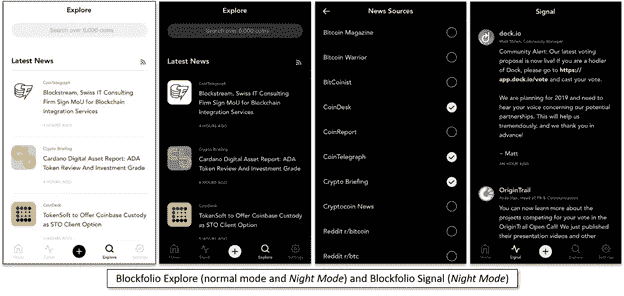 Explore
Search over 5,000 coins
Latest News
CoinTelegraph
Blockstream, Swiss IT Consulting
Firm Sign MoU for Blockchain
Integration Services
4 HOURS AGO
Crypto Briefing
Cardano Digital Asset Report: ADA
Token Review And Investment Grade
4 HOURS AGO
CoinDesk
TokenSoft to Offer Coinbase Custody
as STO Client Option
Home
Signal
Explore
Settings
Explore
Search over 5,000 coins
Latest News
CoinTelegraph
Blockstream, Swiss IT Consulting
Firm Sign MoU for Blockchain
Integration Services
4 HOURS AGO
Crypto Briefing
Cardano Digital Asset Report: ADA
Token Review And Investment Grade
4 HOURS AGO
CoinDesk
TokenSoft to Offer Coinbase Custody
as STO Client Option
Home
Signal
Explore
Settings
News Sources
Bitcoin Magazine
Bitcoin Warrior
BitCoinist
CoinDesk
CoinReport
CoinTelegraph
Crypto Briefing
Cryptocoin News
Reddit r/bitcoin
Reddit r/btc
Signal
dock.io
Community Manager
Community Alert: Our latest voting
proposal is now live! If you are a hodler
of Dock, please go to https://
app.dock.io/vote and cast your vote.
We are planning for 2019 and need to
hear your voice concerning our
potential partnerships. This will help us
tremendously, and we thank you in
advance!
– Matt
AN HOUR AGO
OriginTrail
You can now learn more about the
projects competing for your vote in the
OriginTrail Open Call! We just published
their presentation videos and other
Home
Signal
Explore
Settings
Blockfolio Explore (normal mode and Night Mode) and Blockfolio Signal (Night Mode)